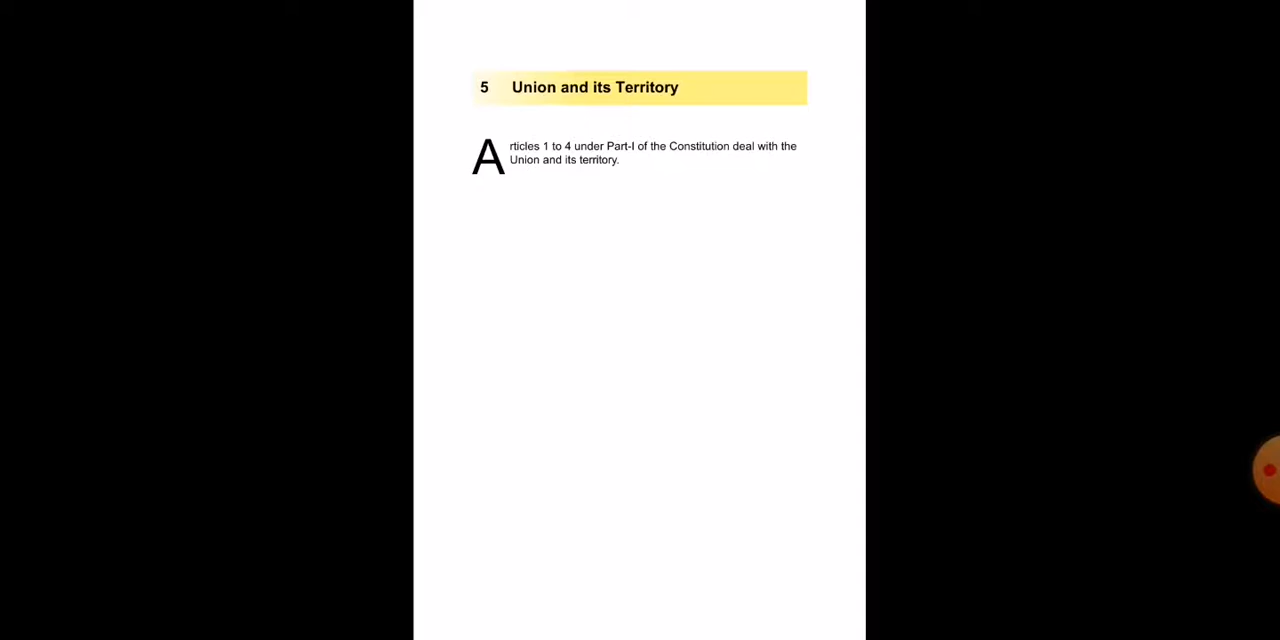 5 Union and its Territory
Articles 1 to 4 under Part-I of the Constitution deal with the
Union and its territory.